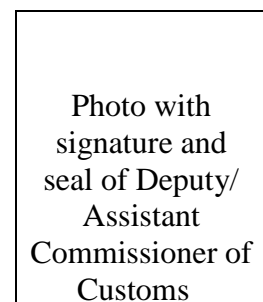 Photo with
signature and
seal of Deputy/
Assistant
Commissioner of
Customs